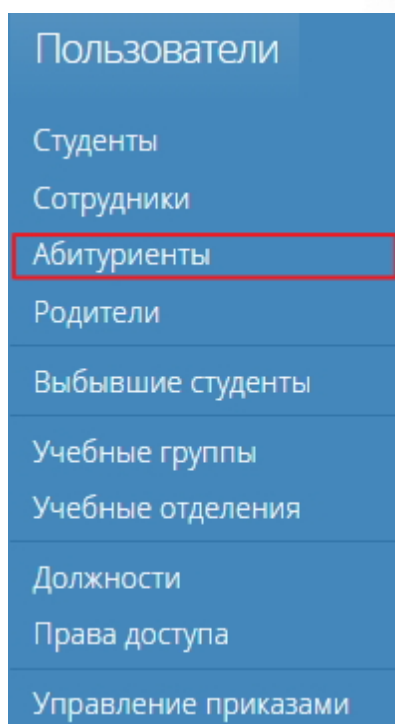 Пользователи
Студенты
Сотрудники
Абитуриенты
Родители
Выбывшие студенты
Учебные группы
Учебные отделения
Должности
Права доступа
Управление приказами